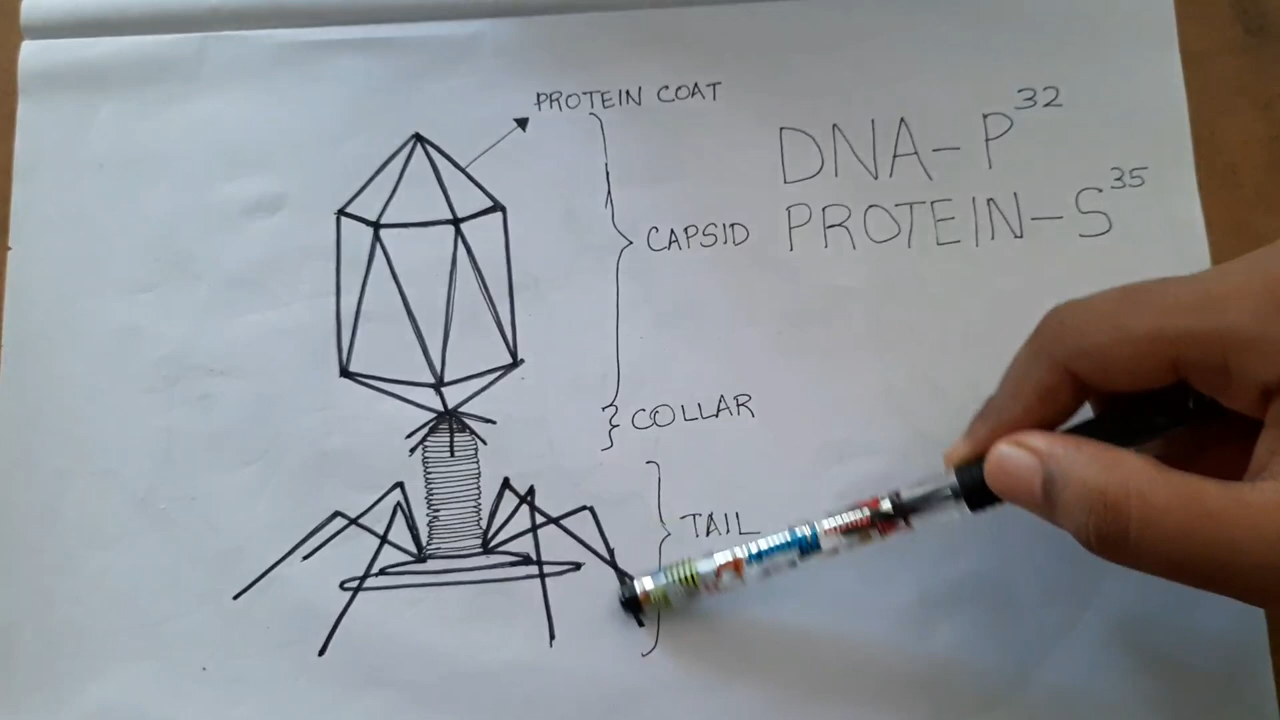 PROTEIN COAT
DNA-P³²
PROTEIN-S³⁵
CAPSID
COLLAR
TAIL